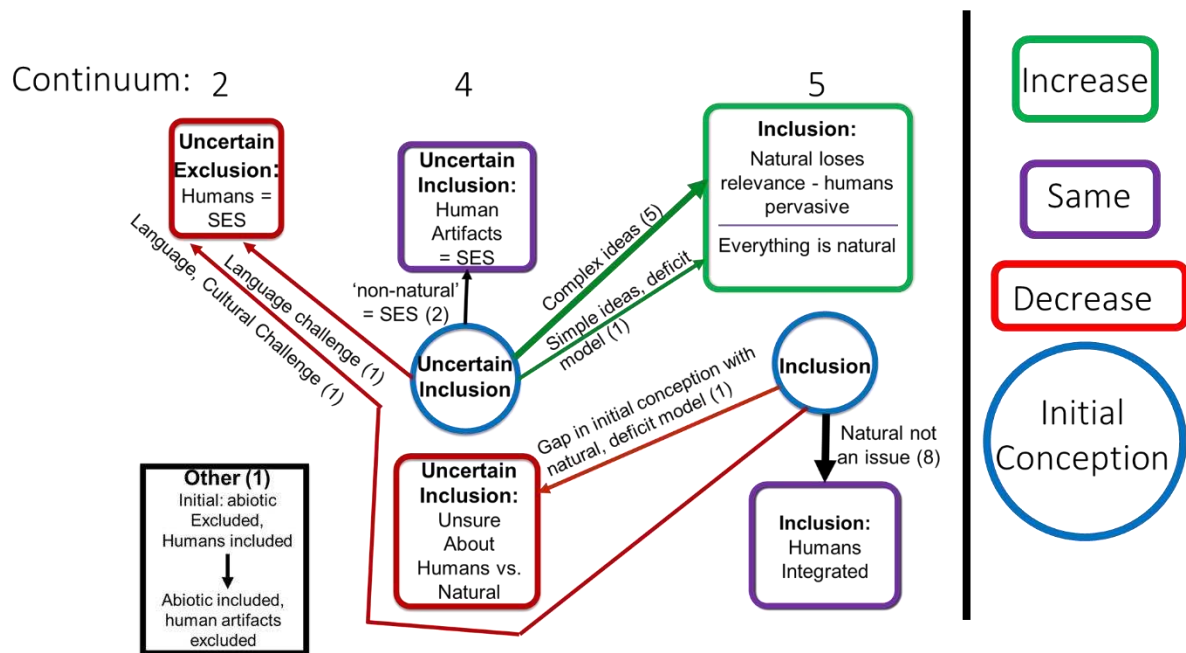 Continuum:
2
4
5
Uncertain
Exclusion:
Humans =
SES
Uncertain
Inclusion:
Human
Artifacts
= SES
Inclusion:
Natural loses
relevance - humans
pervasive
Everything is natural
Language, Cultural Challenge (1)
Language challenge (1)
'non-natural'
= SES (2)
Complex ideas (5)
Simple ideas, deficit
model (1)
Uncertain
Inclusion
Inclusion
Gap in initial conception with
natural, deficit model (1)
Natural not
an issue (8)
Other (1)
Initial: abiotic
Excluded,
Humans included
Abiotic included,
human artifacts
excluded
Uncertain
Inclusion:
Unsure
About
Humans vs.
Natural
Inclusion:
Humans
Integrated
Increase
Same
Decrease
Initial
Conception